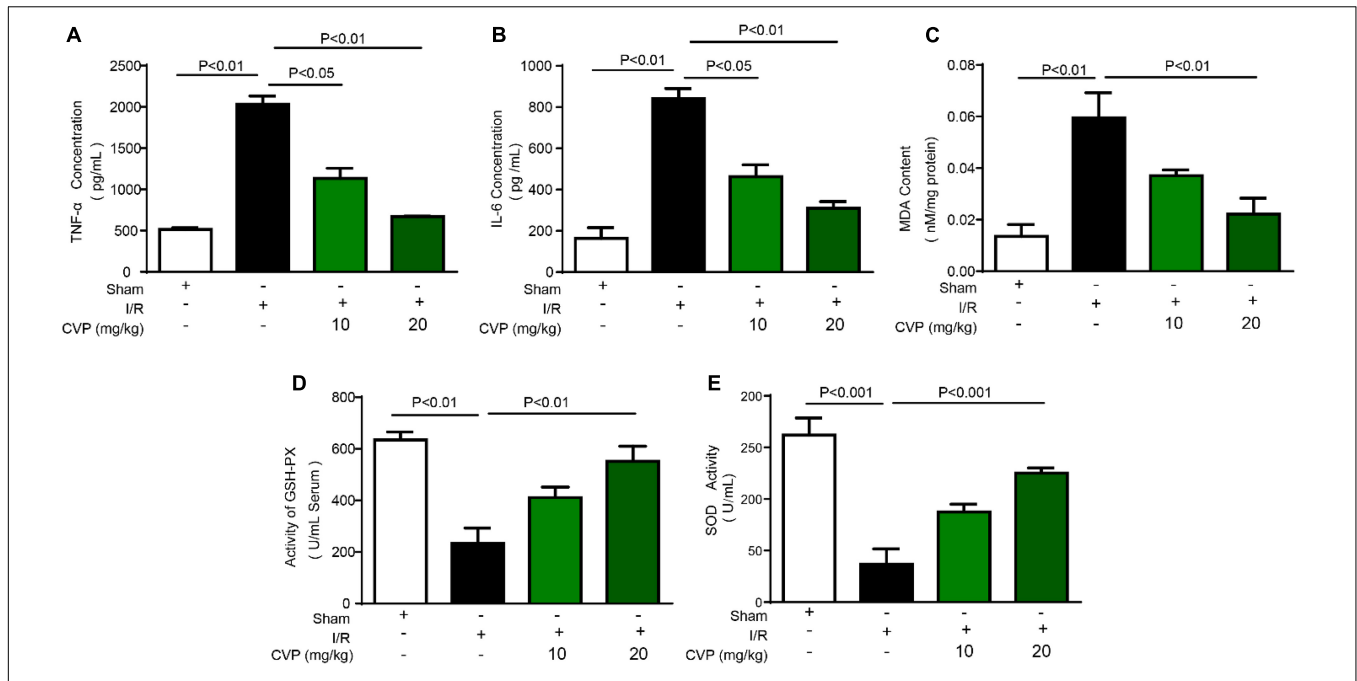 A
P<0.01
P<0.01
P<0.05
TNF-α Concentration
( pg/mL)
2500
2000
1500
1000
500
0
Sham + - - -
I/R - + + +
CVP (mg/kg) - - 10 20
B
P<0.01
P<0.01
P<0.05
IL-6 Concentration
( pg /mL)
1000
800
600
400
200
0
Sham + - - -
I/R - + + +
CVP (mg/kg) - - 10 20
C
P<0.01
P<0.01
MDA Content
( nM/mg protein)
0.08
0.06
0.04
0.02
0.00
Sham + - - -
I/R - + + +
CVP (mg/kg) - - 10 20
D
P<0.01
P<0.01
Activity of GSH-PX
( U/mL Serum )
800
600
400
200
0
Sham + - - -
I/R - + + +
CVP (mg/kg) - - 10 20
E
P<0.001
P<0.001
SOD Activity
( U/mL)
200
250
200
50
0
Sham + - - -
I/R - + + +
CVP (mg/kg) - - 10 20